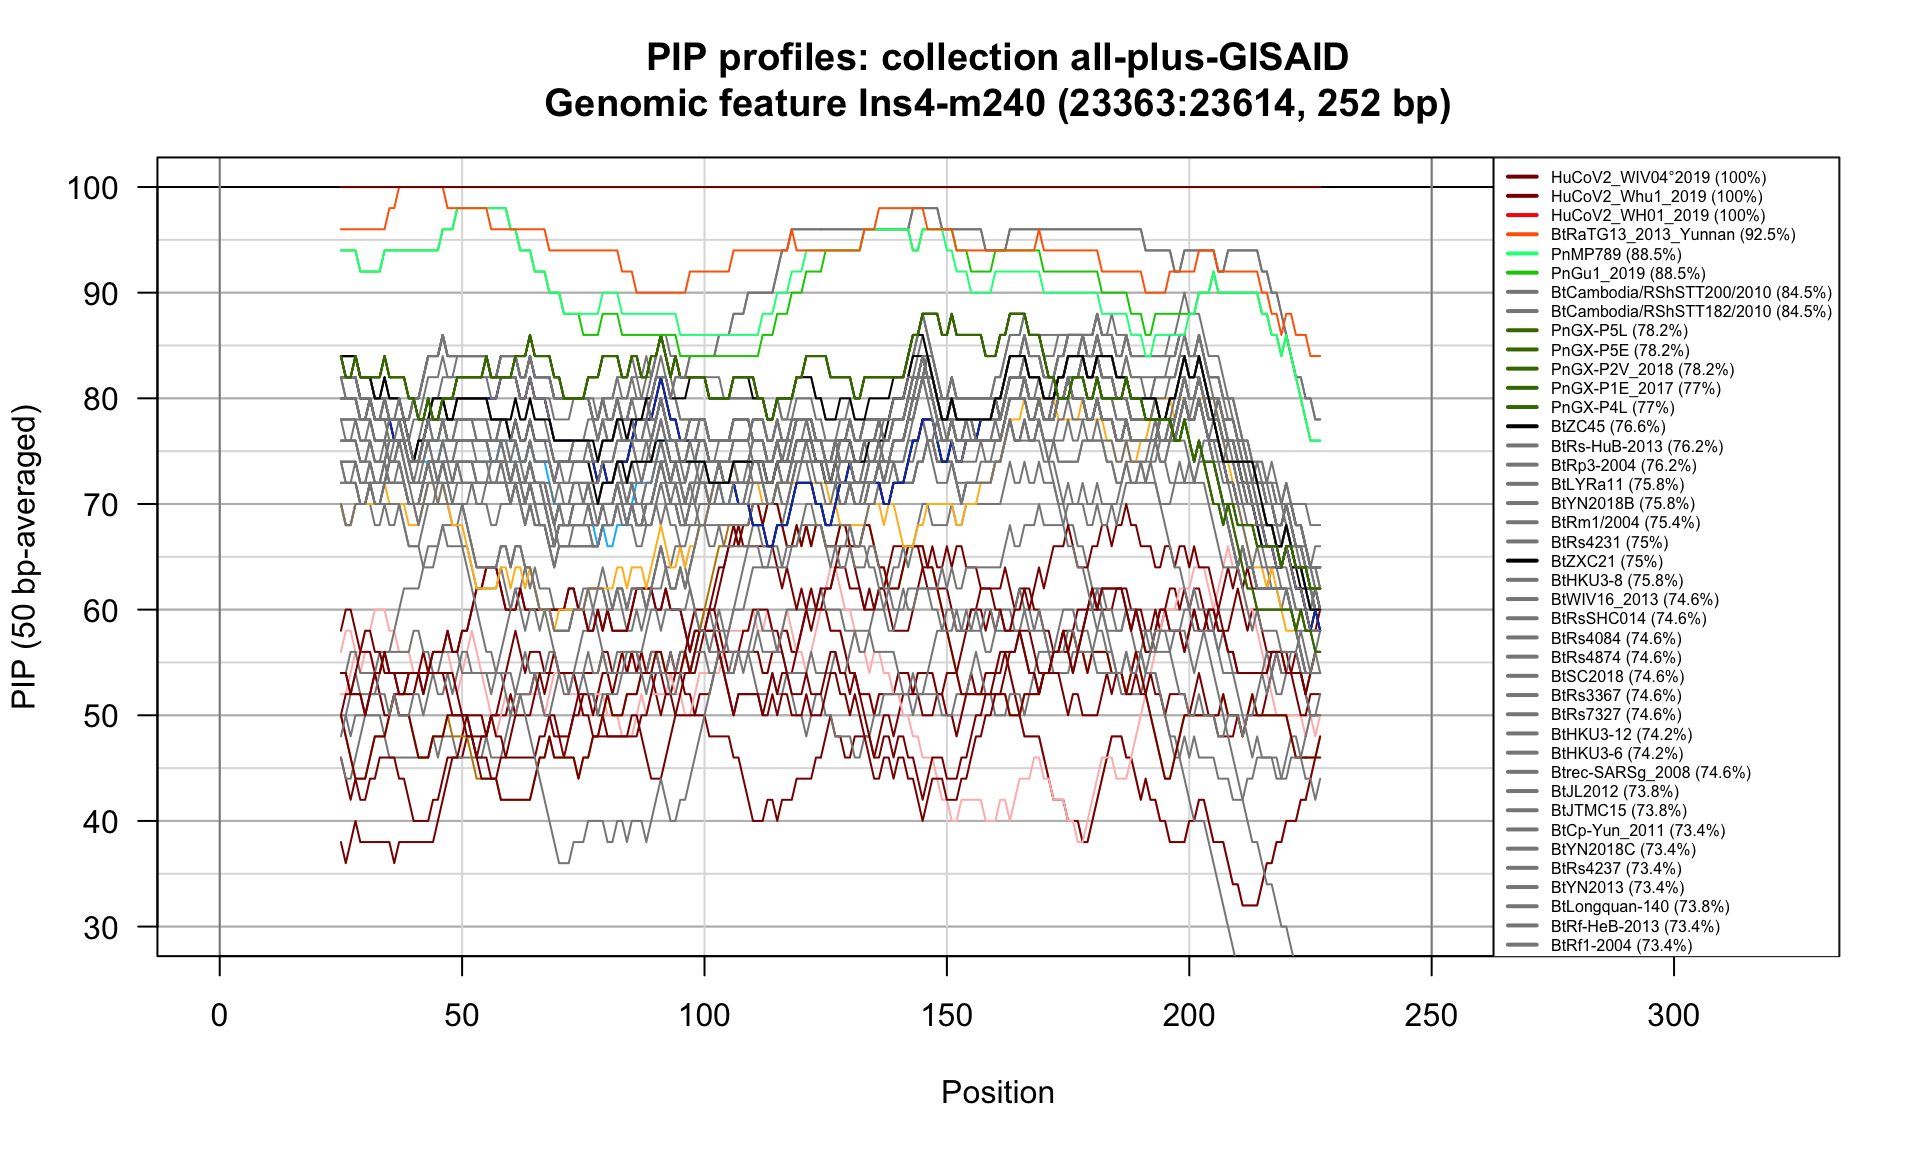 PIP profiles: collection all-plus-GISAID
Genomic feature Ins4-m240 (23363:23614, 252 bp)
PIP (50 bp-averaged)
100
90
80
70
60
50
40
30
0
50
100
150
200
250
300
Position
HuCoV2_WIV04°2019 (100%)
HuCoV2_Whu1_2019 (100%)
HuCoV2_WH01_2019 (100%)
BtRaTG13_2013_Yunnan (92.5%)
PnMP789 (88.5%)
PnGu1_2019 (88.5%)
BtCambodia/RShSTT200/2010 (84.5%)
BtCambodia/RShSTT182/2010 (84.5%)
PnGX-P5L (78.2%)
PnGX-P5E (78.2%)
PnGX-P2V_2018 (78.2%)
PnGX-P1E_2017 (77%)
PnGX-P4L (77%)
BtZC45 (76.6%)
BtRs-HuB-2013 (76.2%)
BtRp3-2004 (76.2%)
BtLYRa11 (75.8%)
BtYN2018B (75.8%)
BtRm1/2004 (75.4%)
BtRs4231 (75%)
BtZXC21 (75%)
BtHKU3-8 (75.8%)
BtWIV16_2013 (74.6%)
BtRsSHC014 (74.6%)
BtRs4084 (74.6%)
BtRs4874 (74.6%)
BtSC2018 (74.6%)
BtRs3367 (74.6%)
BtRs7327 (74.6%)
BtHKU3-12 (74.2%)
BtHKU3-6 (74.2%)
Btrec-SARSg_2008 (74.6%)
BtJL2012 (73.8%)
BtJTMC15 (73.8%)
BtCp-Yun_2011 (73.4%)
BtYN2018C (73.4%)
BtRs4237 (73.4%)
BtYN2013 (73.4%)
BtLongquan-140 (73.8%)
BtRf-HeB-2013 (73.4%)
BtRf1-2004 (73.4%)